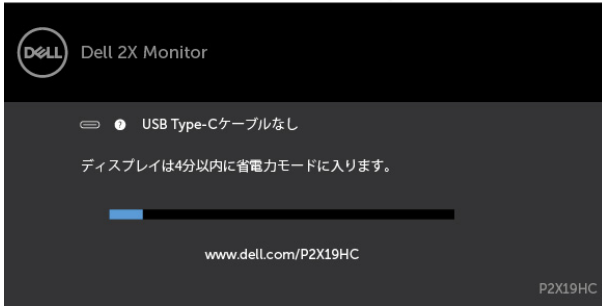 DELL
Dell 2X Monitor
? USB Type-Cケーブルなし
ディスプレイは4分以内に省電力モードに入ります。
www.dell.com/P2X19HC
P2X19HC